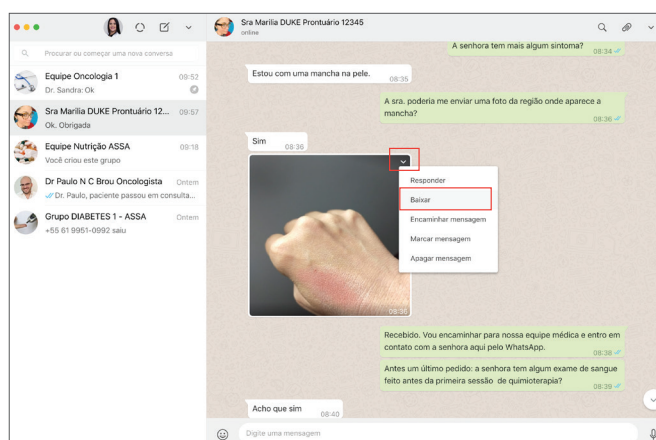 Procurar ou começar uma nova conversa
Equipe Oncologia 1 09:52
Dr. Sandra: Ok
Sra Marilia DUKE Prontuário 12... 09:57
Ok. Obrigada
Equipe Nutrição ASSA 09:18
Você criou este grupo
Dr Paulo N C Brou Oncologista Ontem
Dr. Paulo, paciente passou em consulta...
Grupo DIABETES 1 - ASSA Ontem
+55 61 9951-0992 saiu
Sra Marilia DUKE Prontuário 12345
online
A senhora tem mais algum sintoma? 08:34
Estou com uma mancha na pele. 08:35
A sra. poderia me enviar uma foto da região onde aparece a
mancha? 08:36
Sim 08:36
Responder
Baixar
Encaminhar mensagem
Marcar mensagem
Apagar mensagem
08:36
Recebido. Vou encaminhar para nossa equipe médica e entro em
contato com a senhora aqui pelo WhatsApp. 08:38
Antes um último pedido: a senhora tem algum exame de sangue
feito antes da primeira sessão de quimioterapia? 08:39
Acho que sim 08:40
Digite uma mensagem